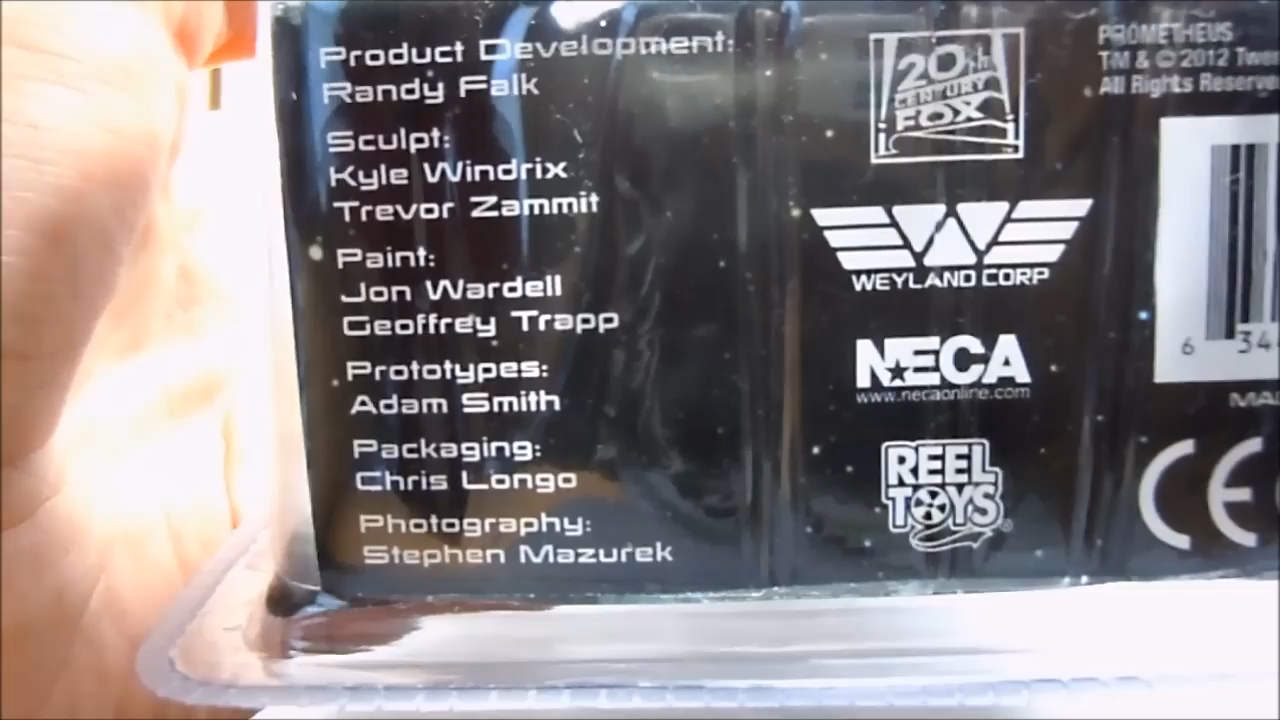 Product Development:
Randy Falk
Sculpt:
Kyle Windrix
Trevor Zammit
Paint:
Jon Wardell
Geoffrey Trapp
Prototypes:
Adam Smith
Packaging:
Chris Longo
Photography:
Stephen Mazurek
20th
CENTURY
FOX
WEYLAND CORP
NECA
www.necaonline.com
REEL
TOYS
®
PROMETHEUS
TM & © 2012
All Rights
6 34
CE